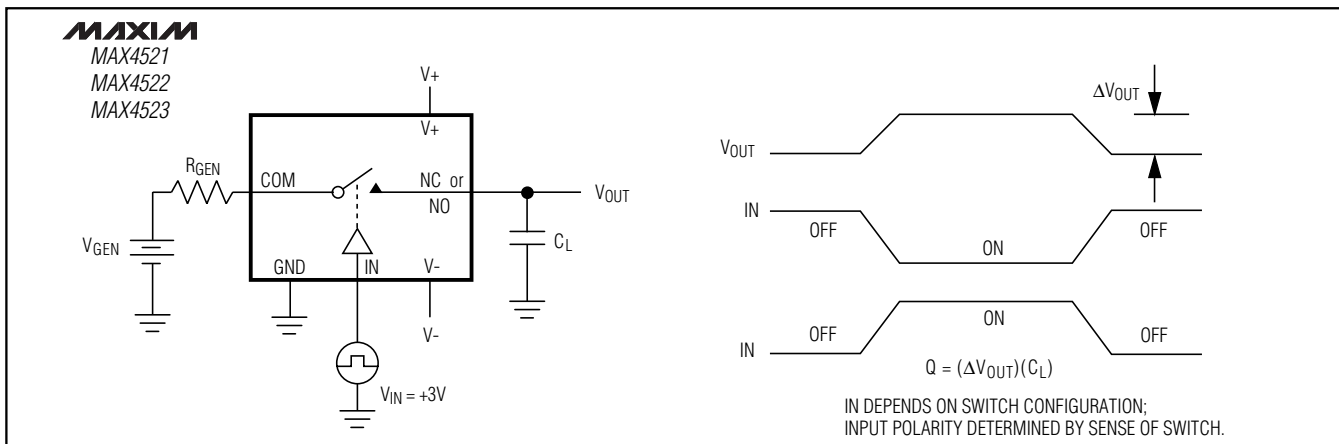 MAXIM
MAX4521
MAX4522
MAX4523
V+
V+
RGEN
COM
NC or
NO
VOUT
VGEN
CL
GND
IN
V-
V-
VIN = +3V
ΔVOUT
VOUT
IN
OFF
ON
OFF
IN
OFF
ON
OFF
Q = (ΔVOUT)(CL)
IN DEPENDS ON SWITCH CONFIGURATION;
INPUT POLARITY DETERMINED BY SENSE OF SWITCH.